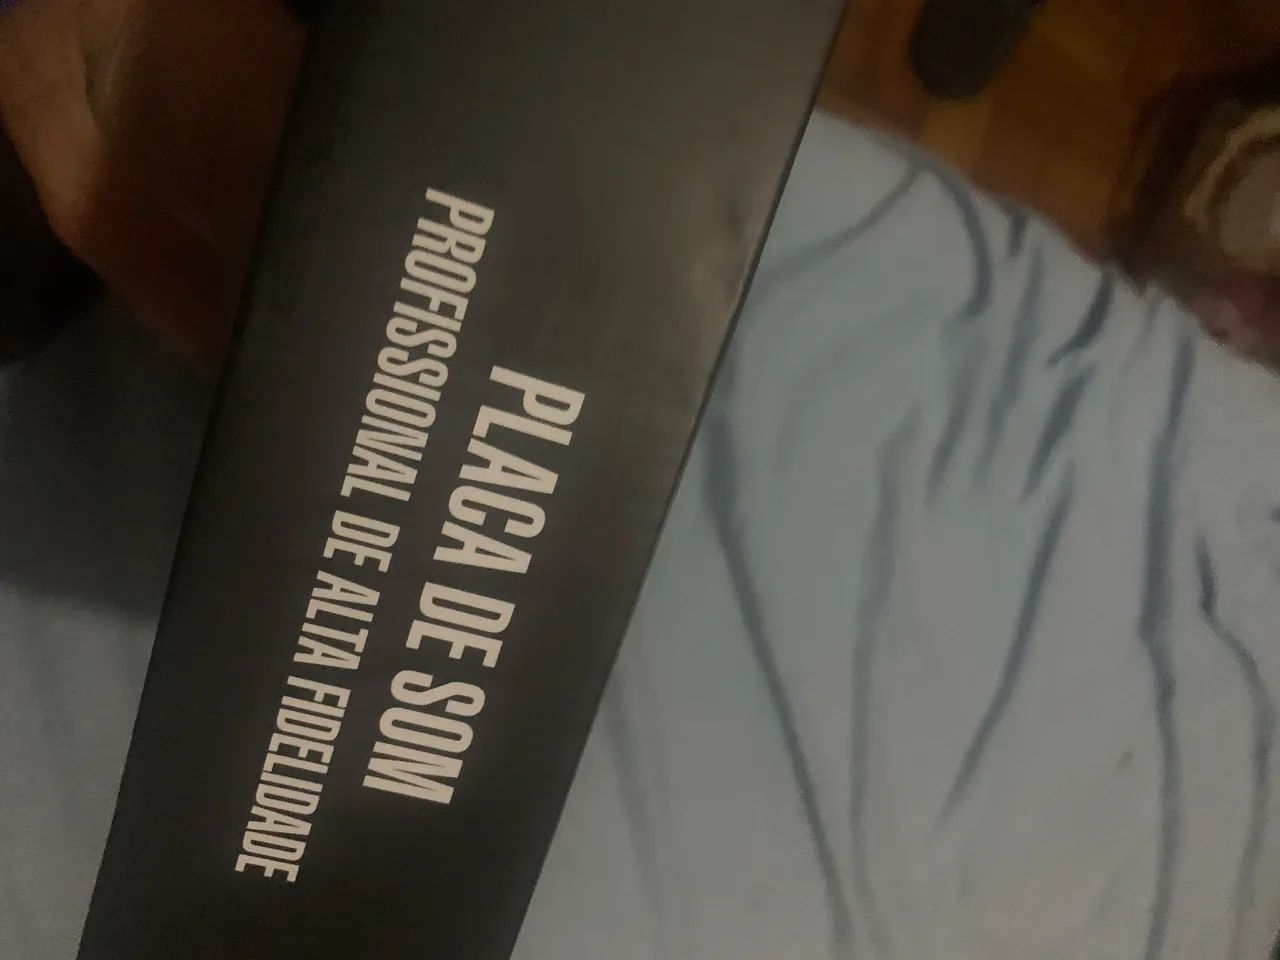 PLACA DE SOM
PROFISSIONAL DE ALTA FIDELIDADE